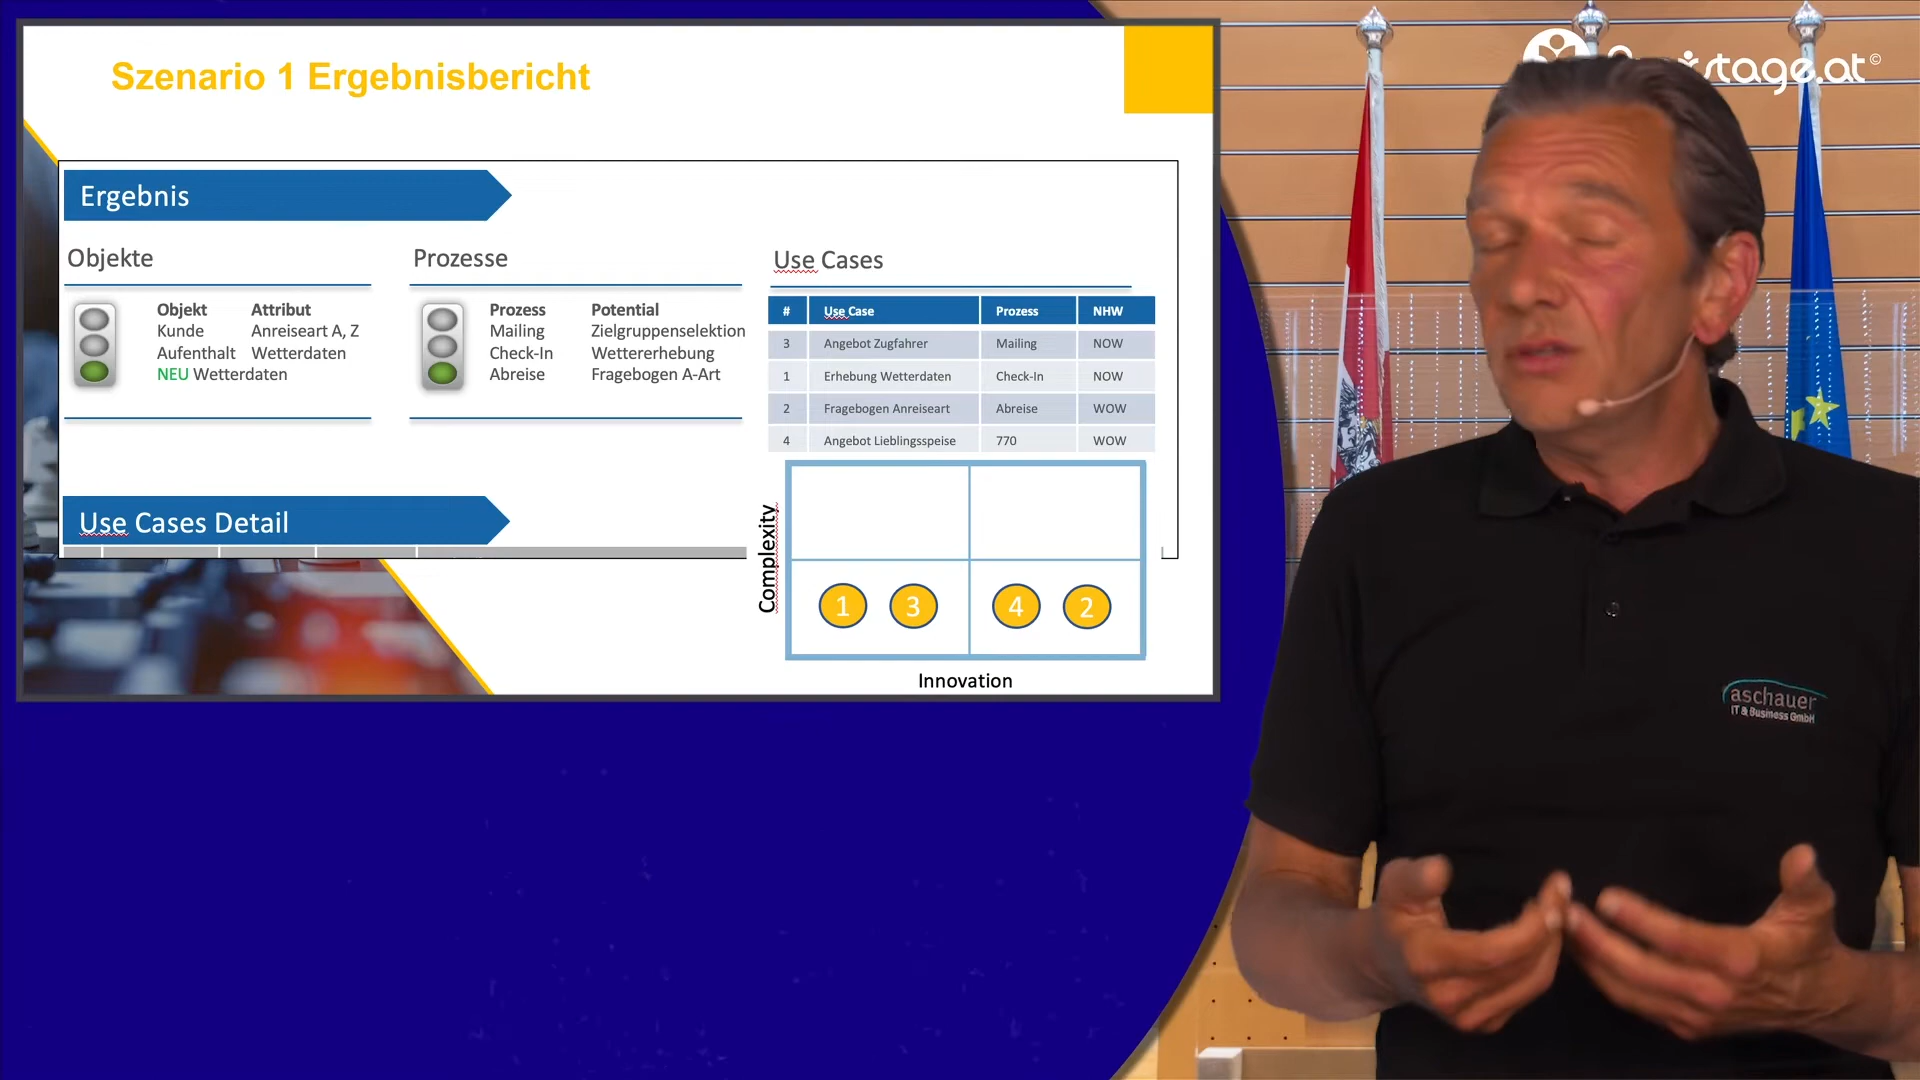 Szenario 1 Ergebnisbericht
Ergebnis
Objekte
Objekt Attribut
Kunde Anreiseart A, Z
Aufenthalt Wetterdaten
NEU Wetterdaten
Prozesse
Prozess Potential
Mailing Zielgruppenselektion
Check-In Wettererhebung
Abreise Fragebogen A-Art
Use Cases
# Use Case Prozess NHW
3 Angebot Zugfahrer Mailing NOW
1 Erhebung Wetterdaten Check-In NOW
2 Fragebogen Anreiseart Abreise WOW
4 Angebot Lieblingsspeise 770 WOW
Use Cases Detail
Complexity
1 3 4 2
Innovation
stage.at©
aschauer
IT & Business GmbH